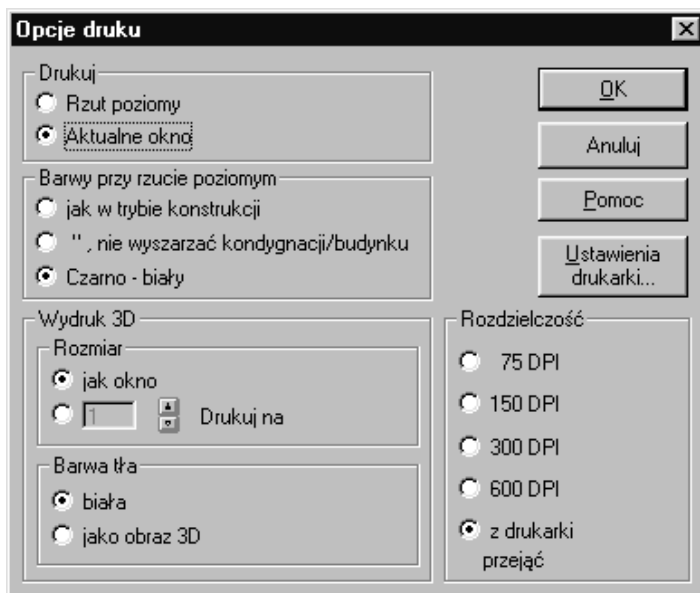 Opcje druku
Drukuj
Rzut poziomy
Aktualne okno
Barwy przy rzucie poziomym
jak w trybie konstrukcji
'' , nie wyszarzać kondygnacji/budynku
Czarno - biały
Wydruk 3D
Rozmiar
jak okno
1 Drukuj na
Barwa tła
biała
jako obraz 3D
OK
Anuluj
Pomoc
Ustawienia
drukarki...
Rozdzielczość
75 DPI
150 DPI
300 DPI
600 DPI
z drukarki
przejąć